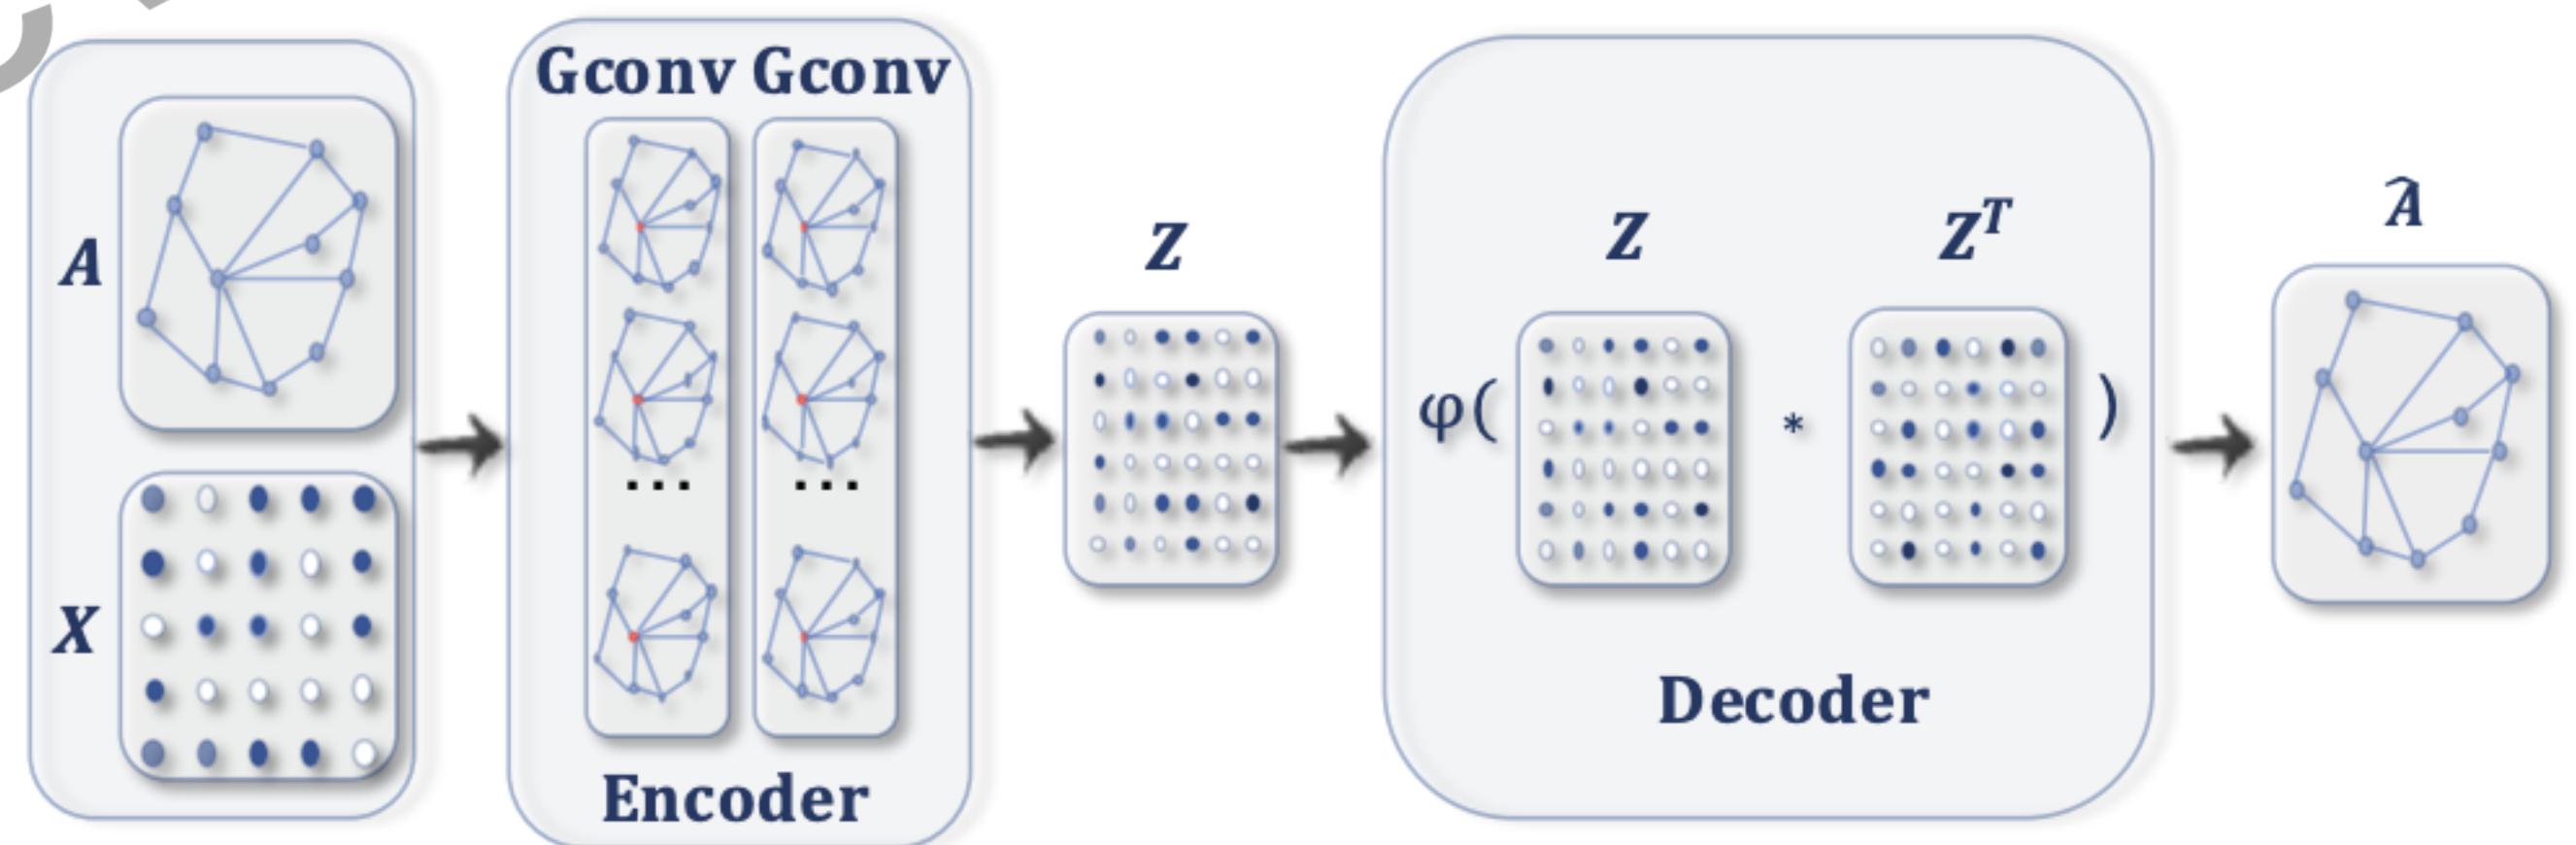 A
X
Gconv Gconv
...
...
Encoder
Z
φ( Z * Z^T )
Decoder
Â